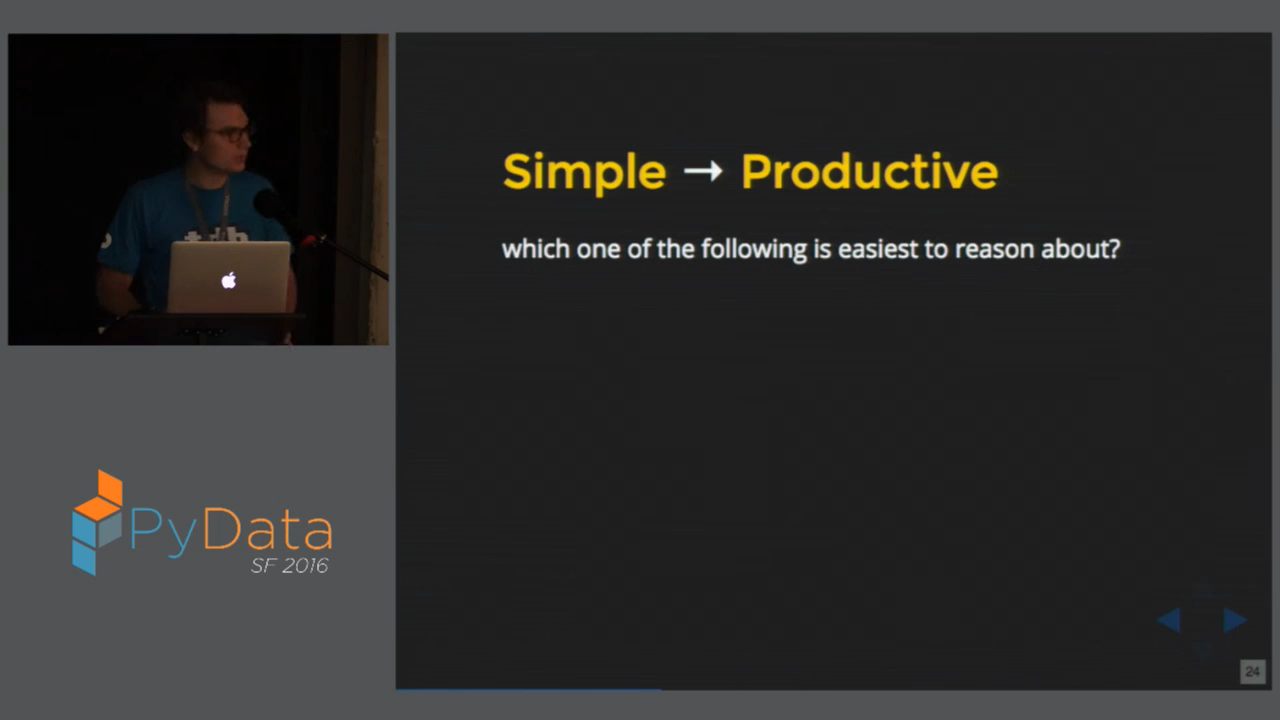 Simple → Productive
which one of the following is easiest to reason about?
PyData
SF 2016
24